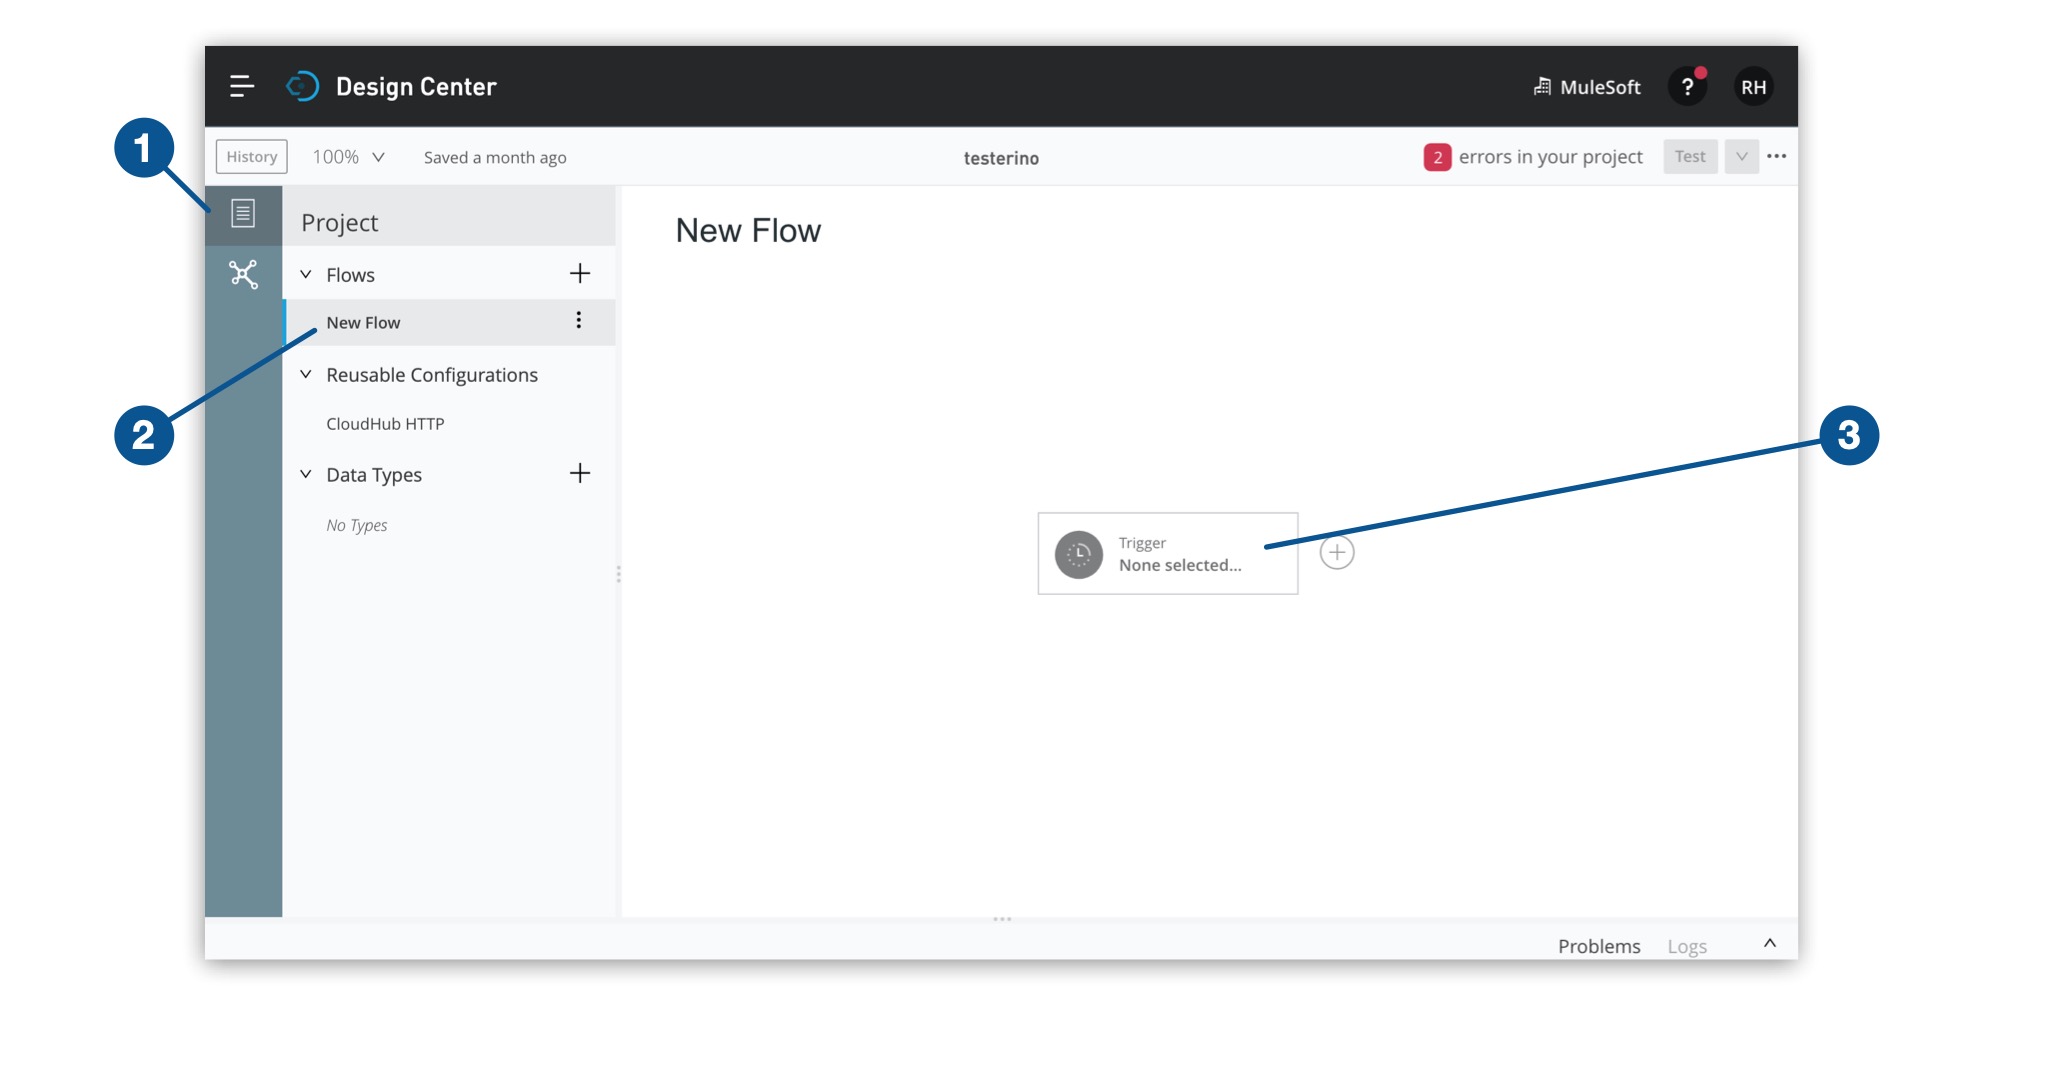 Design Center
MuleSoft
?
RH
1
History
100%
Saved a month ago
testerino
2 errors in your project
Test
Project
New Flow
Flows
New Flow
2
Reusable Configurations
CloudHub HTTP
3
Data Types
No Types
Trigger
None selected...
Problems
Logs